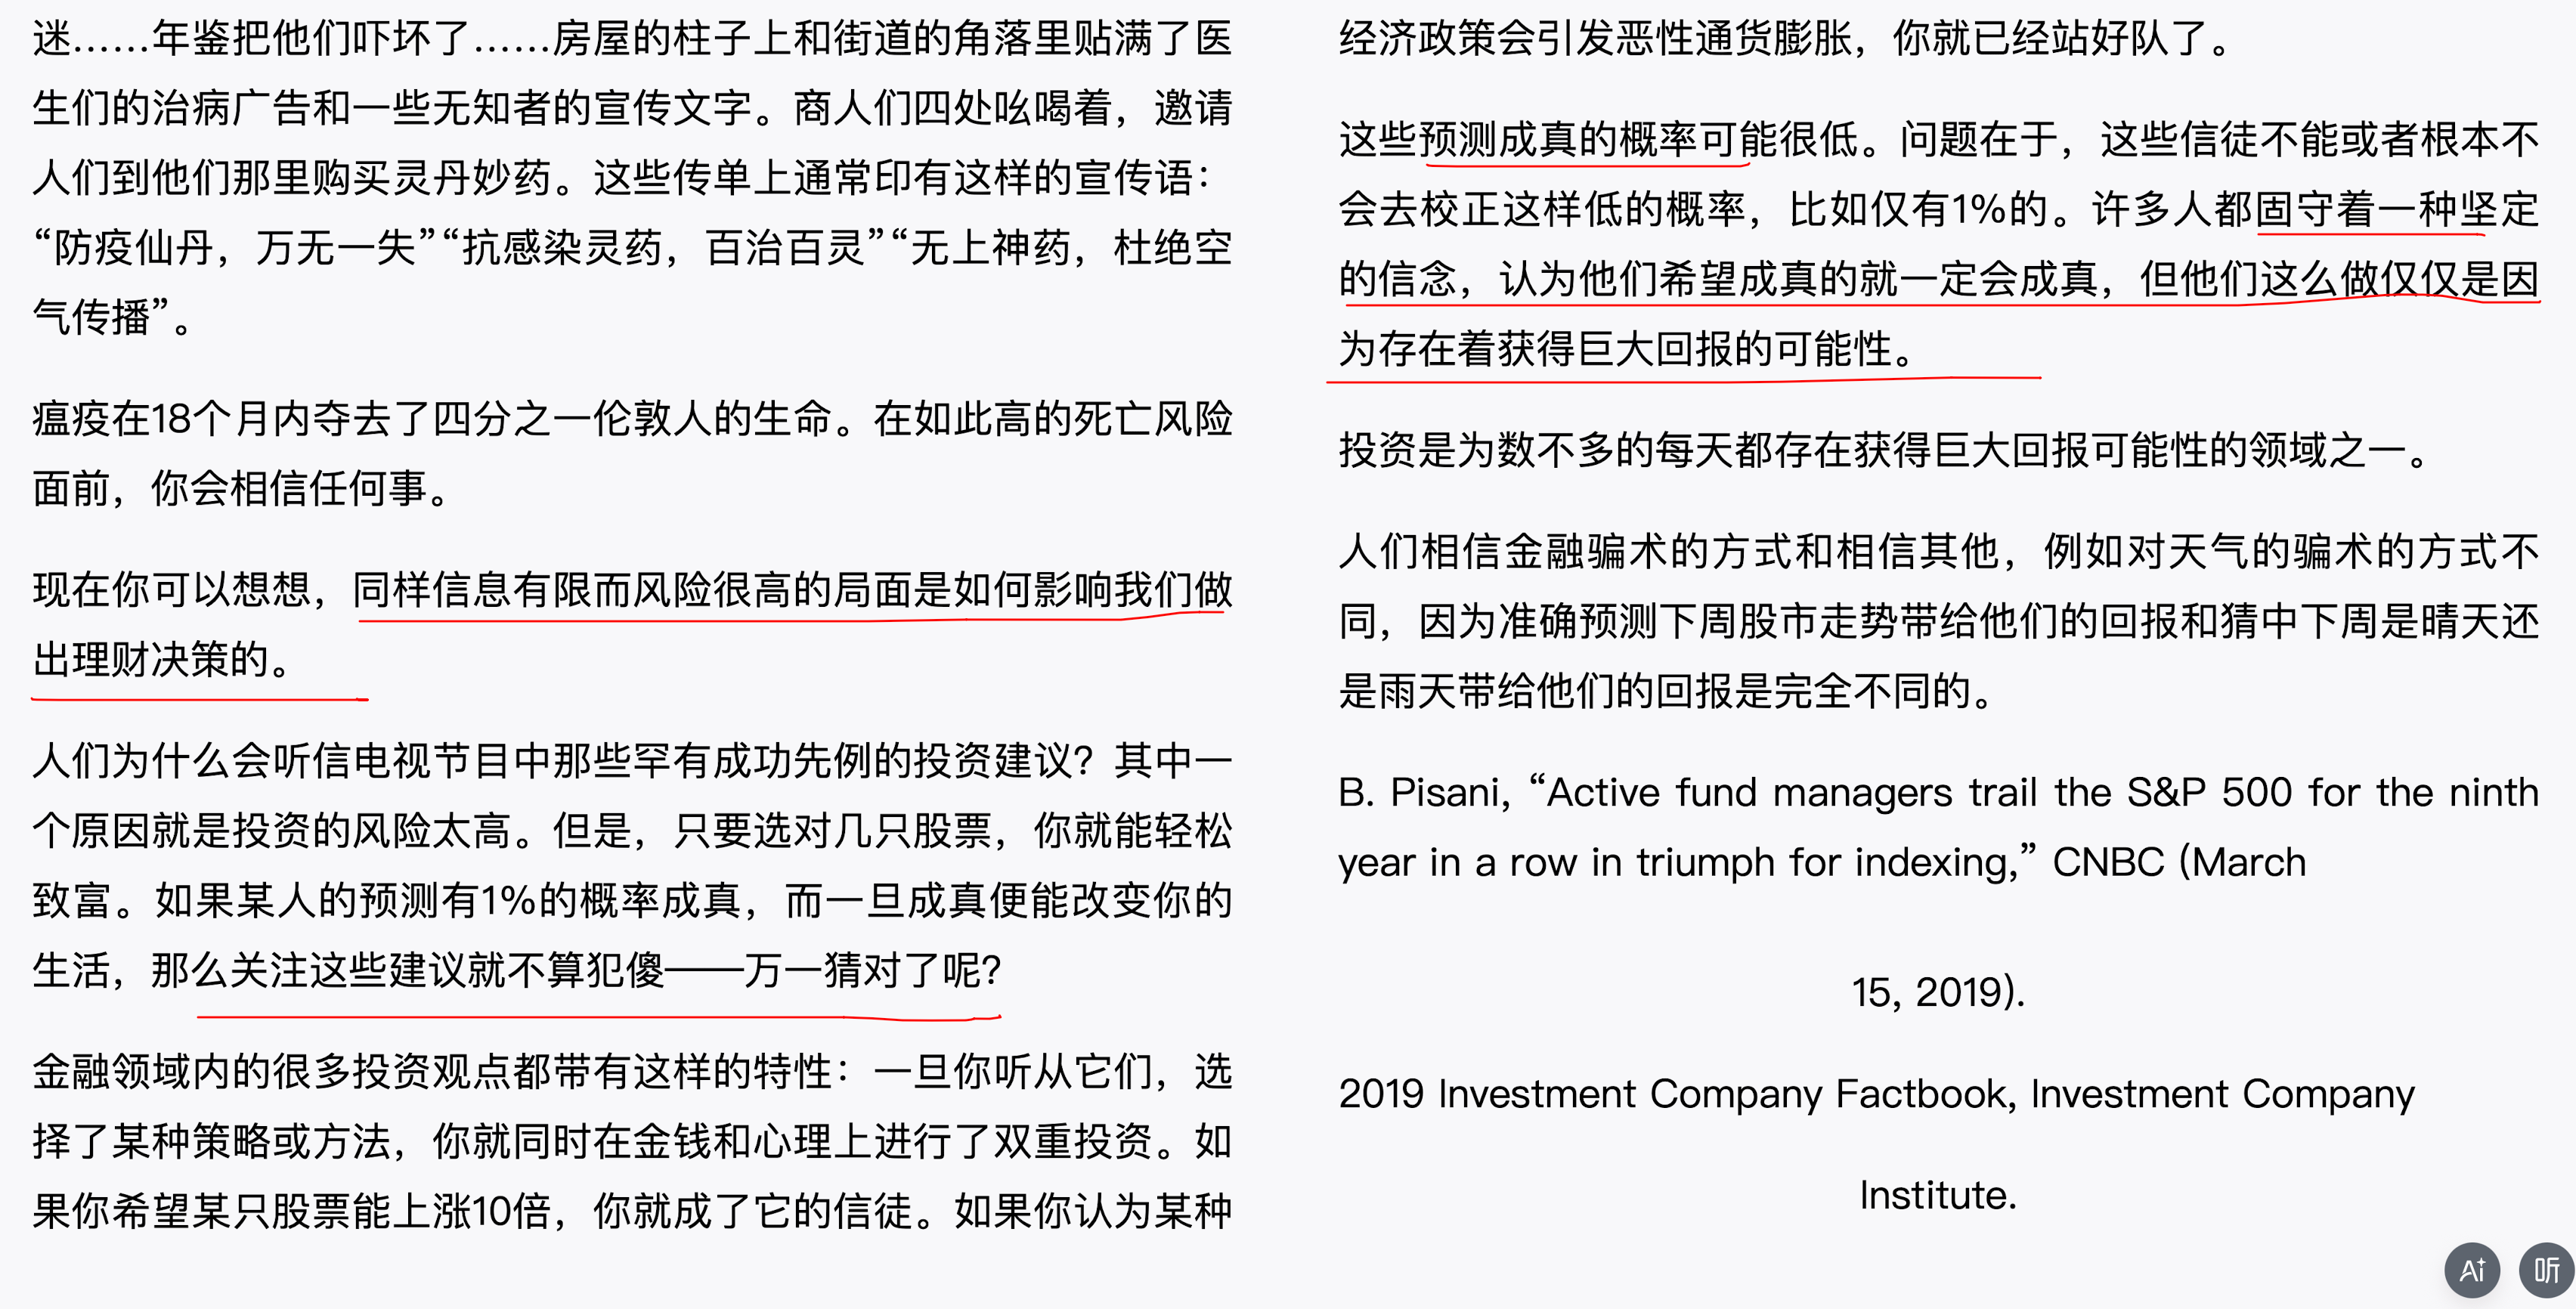 迷……年鉴把他们吓坏了……房屋的柱子上和街道的角落里贴满了医
生们的治病广告和一些无知者的宣传文字。商人们四处吆喝着，邀请
人们到他们那里购买灵丹妙药。这些传单上通常印有这样的宣传语：
“防疫仙丹，万无一失”“抗感染灵药，百治百灵”“无上神药，杜绝空
气传播”。
瘟疫在18个月内夺去了四分之一伦敦人的生命。在如此高的死亡风险
面前，你会相信任何事。
现在你可以想想，同样信息有限而风险很高的局面是如何影响我们做
出理财决策的。
人们为什么会听信电视节目中那些罕有成功先例的投资建议？其中一
个原因就是投资的风险太高。但是，只要选对几只股票，你就能轻松
致富。如果某人的预测有1%的概率成真，而一旦成真便能改变你的
生活，那么关注这些建议就不算犯傻——万一猜对了呢？
金融领域内的很多投资观点都带有这样的特性：一旦你听从它们，选
择了某种策略或方法，你就同时在金钱和心理上进行了双重投资。如
果你希望某只股票能上涨10倍，你就成了它的信徒。如果你认为某种
经济政策会引发恶性通货膨胀，你就已经站好队了。
这些预测成真的概率可能很低。问题在于，这些信徒不能或者根本不
会去校正这样低的概率，比如仅有1%的。许多人都固守着一种坚定
的信念，认为他们希望成真的就一定会成真，但他们这么做仅仅是因
为存在着获得巨大回报的可能性。
投资是为数不多的每天都存在获得巨大回报可能性的领域之一。
人们相信金融骗术的方式和相信其他，例如对天气的骗术的方式不
同，因为准确预测下周股市走势带给他们的回报和猜中下周是晴天还
是雨天带给他们的回报是完全不同的。
B. Pisani, “Active fund managers trail the S&P 500 for the ninth
year in a row in triumph for indexing,” CNBC (March
15, 2019).
2019 Investment Company Factbook, Investment Company
Institute.
Ai
听